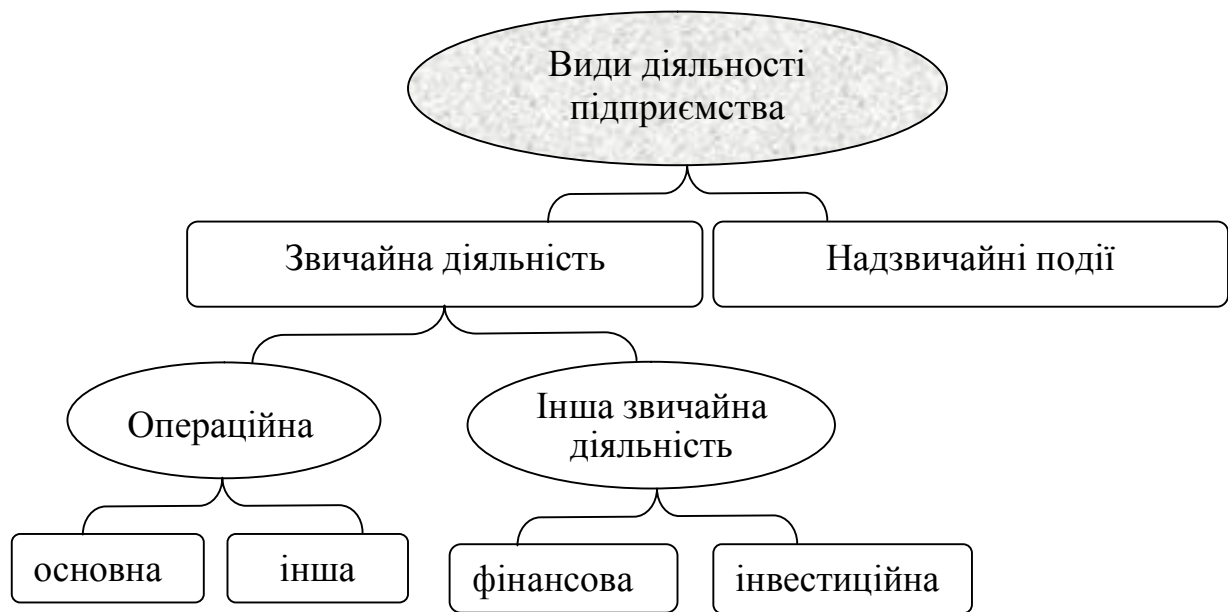 Види діяльності
підприємства
Звичайна діяльність
Надзвичайні події
Операційна
Інша звичайна
діяльність
основна
інша
фінансова
інвестиційна